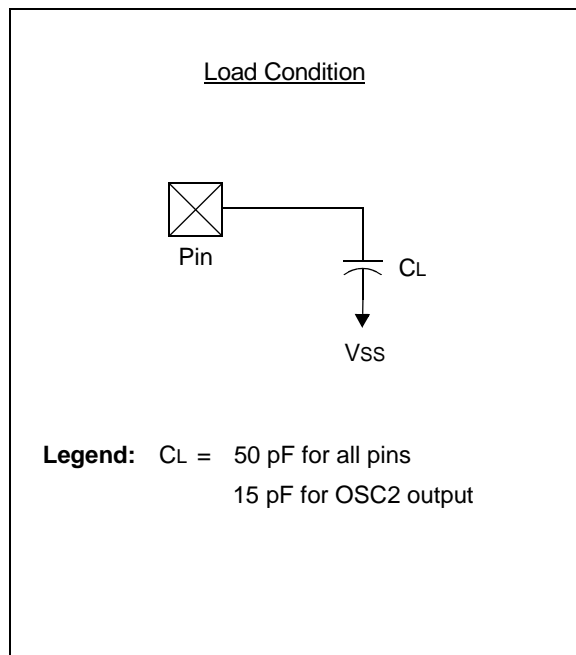 Load Condition
Pin
CL
VSS
Legend: CL = 50 pF for all pins
15 pF for OSC2 output